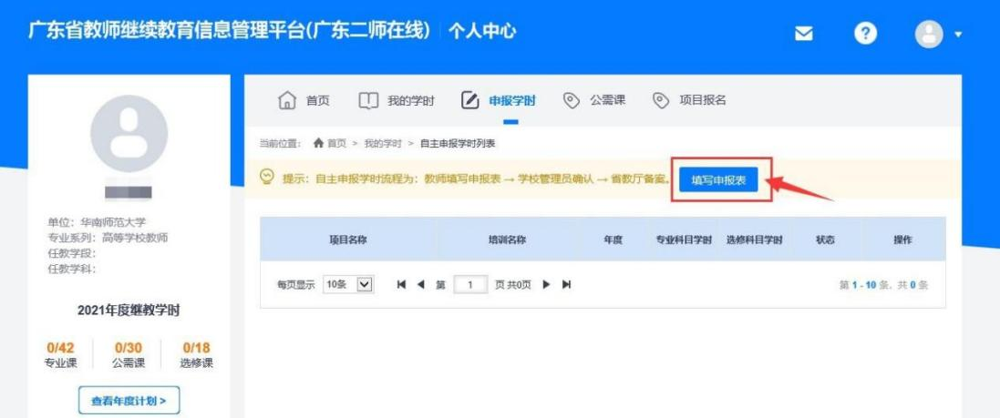 广东省教师继续教育信息管理平台(广东二师在线) 个人中心
?
首页 我的学时 申报学时 公需课 项目报名
当前位置: 首页 > 我的学时 > 自主申报学时列表
提示: 自主申报学时流程为: 教师填写申报表 → 学校管理员确认 → 省教厅备案。 填写申报表
单位: 华南师范大学
专业系列: 高等学校教师
任教学段:
任教学科:
2021年度继教学时
0/42 0/30 0/18
专业课 公需课 选修课
查看年度计划 >
项目名称 培训名称 年度 专业科目学时 选修科目学时 状态 操作
每页显示 10条 第 1 页 共0页 第 1 - 10 条, 共 0 条